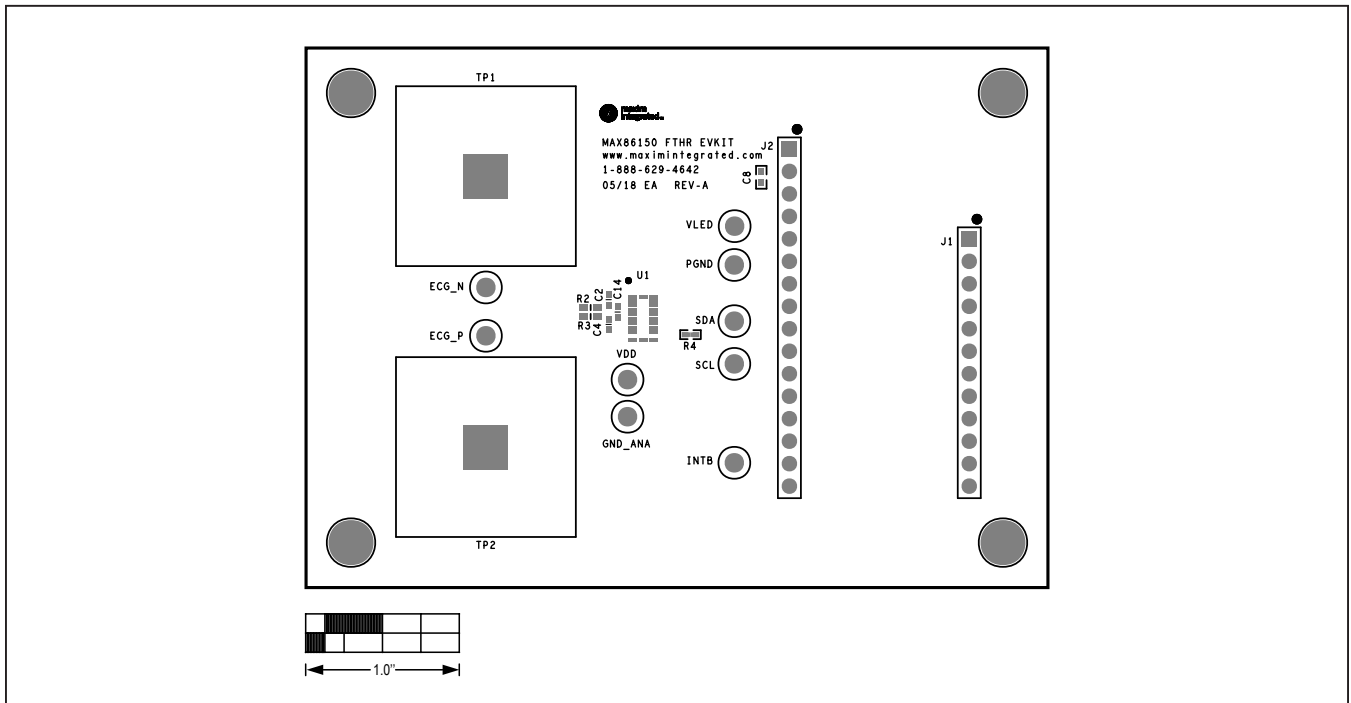 TP1
maxim
integrated™
MAX86150 FTHR EVKIT
www.maximintegrated.com
1-888-629-4642
05/18 EA REV-A
J2
C8
VLED
PGND
J1
ECG_N
U1
C2
C14
R2
R3
C4
SDA
R4
ECG_P
VDD
SCL
GND_ANA
INTB
TP2
1.0"